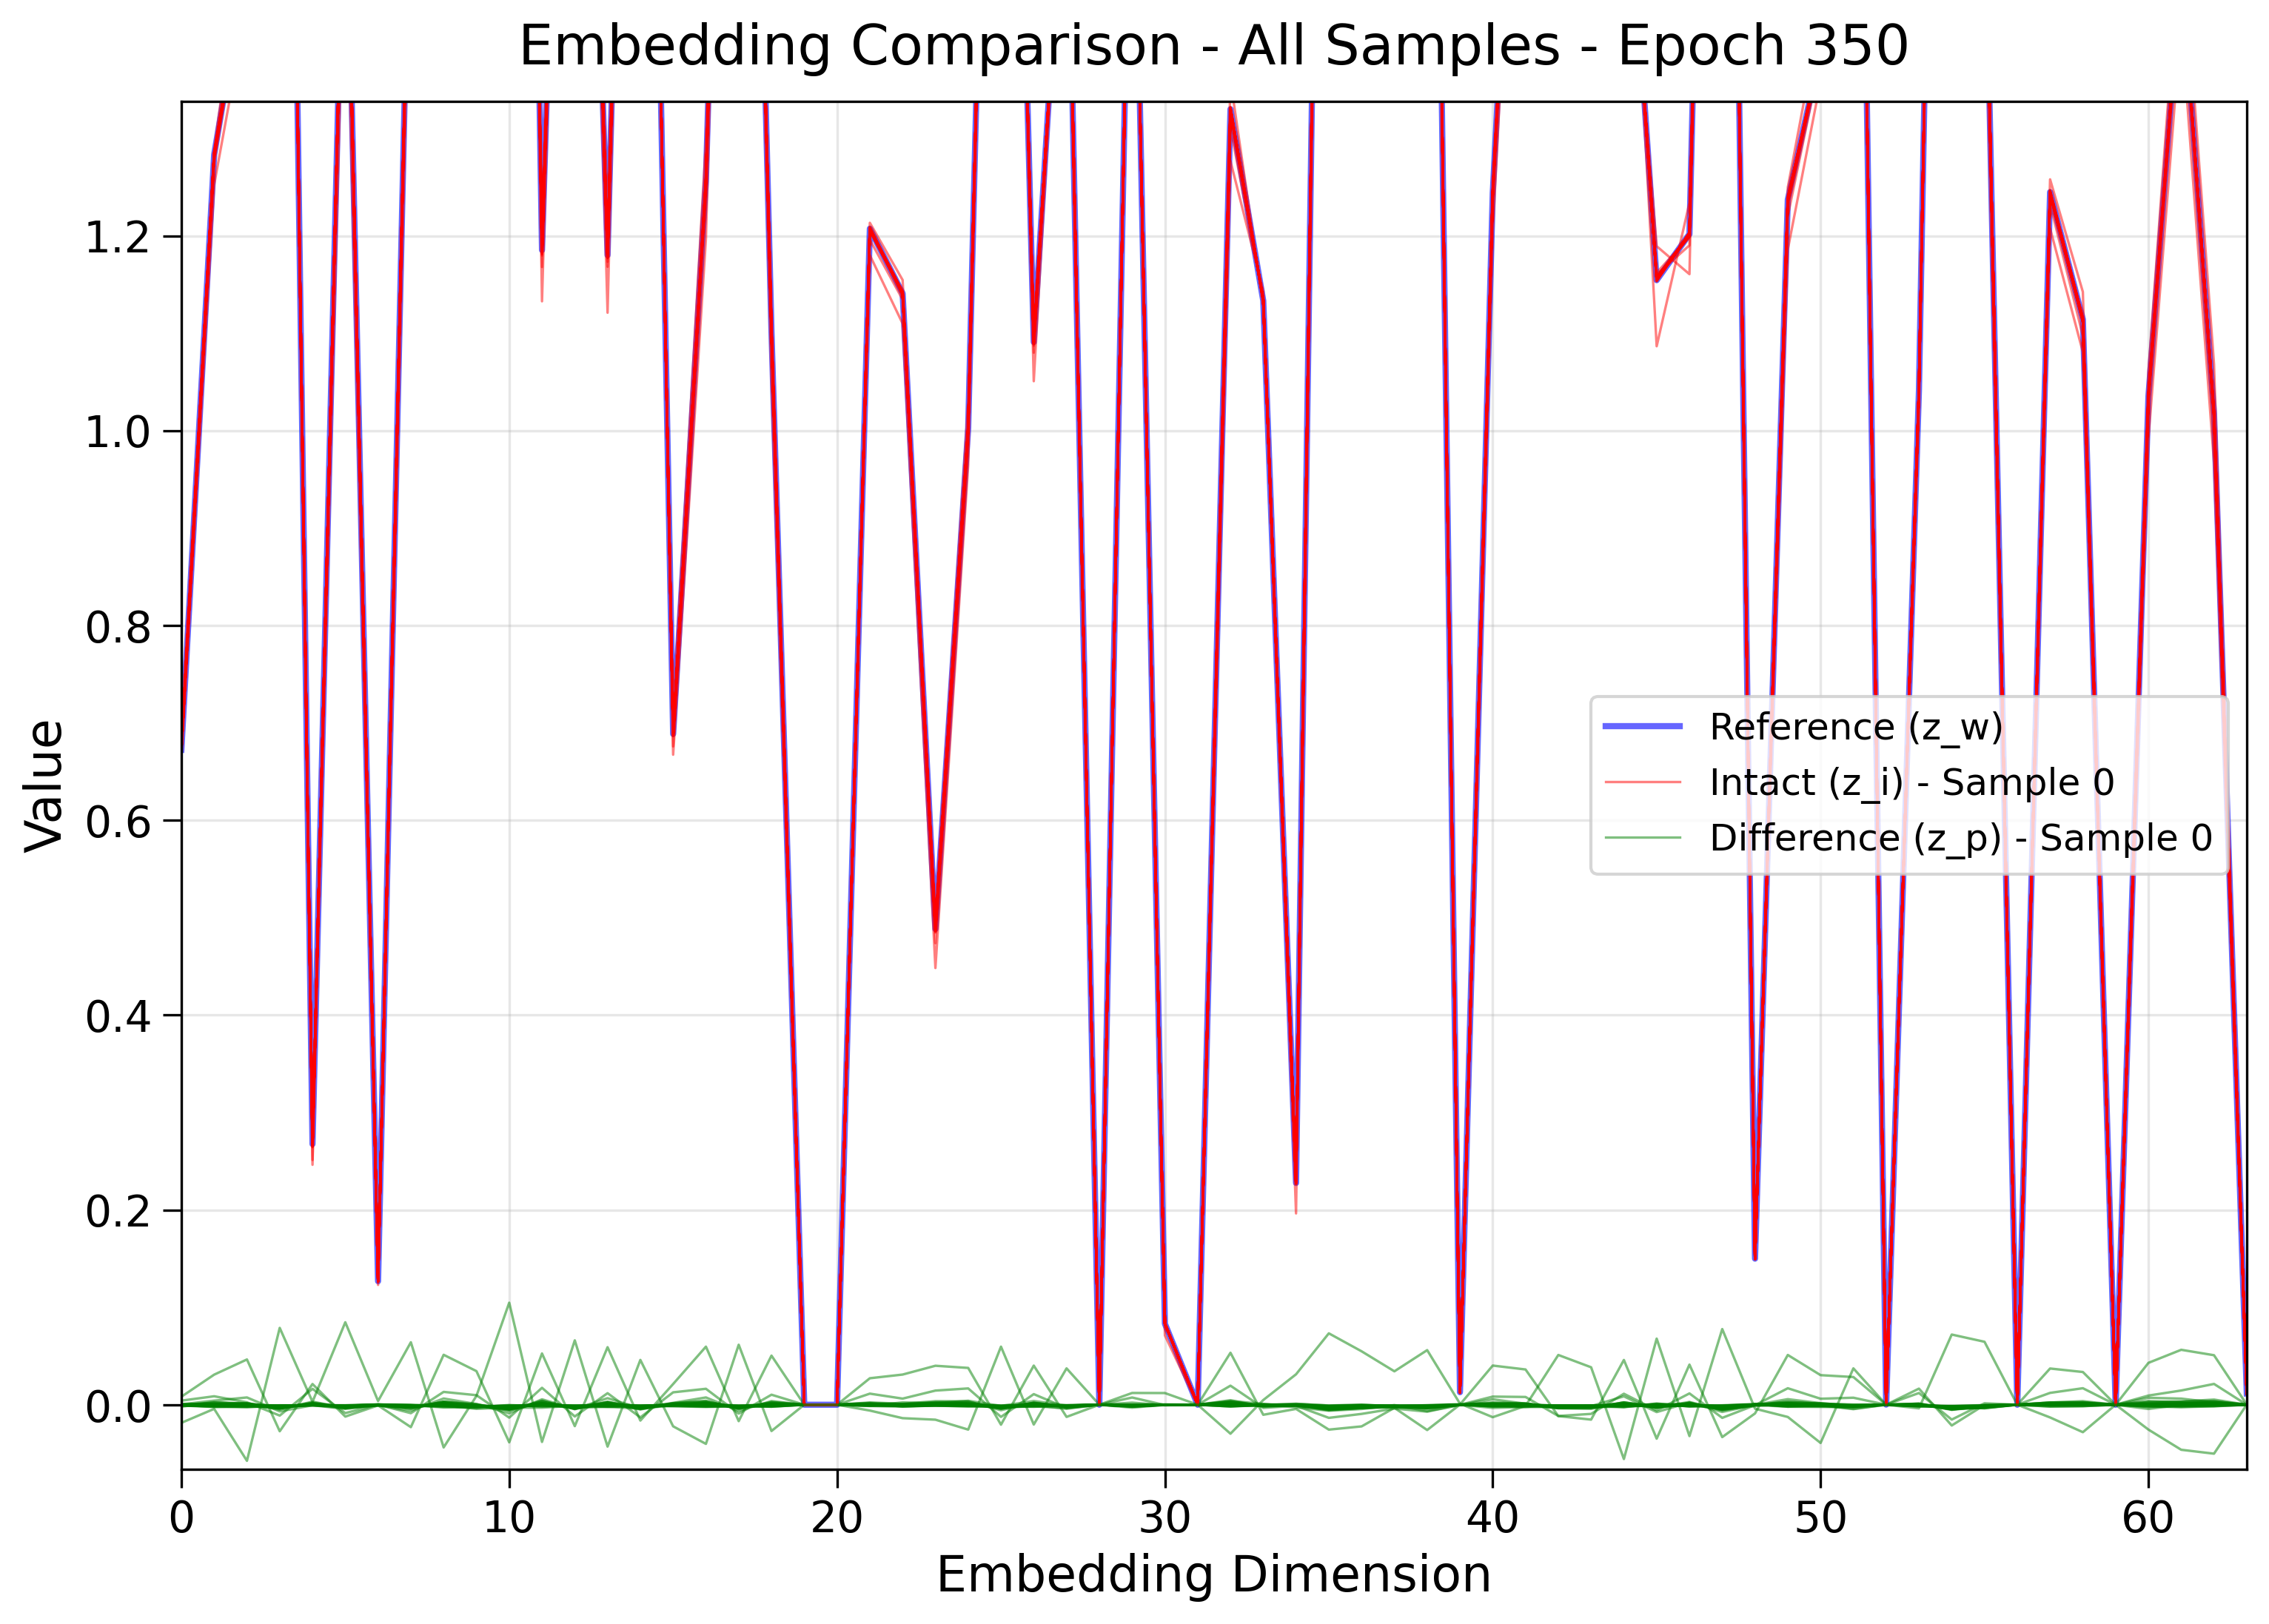 Embedding Comparison - All Samples - Epoch 350
Value
1.2
1.0
0.8
0.6
0.4
0.2
0.0
Reference (z_w)
Intact (z_i) - Sample 0
Difference (z_p) - Sample 0
0 10 20 30 40 50 60
Embedding Dimension